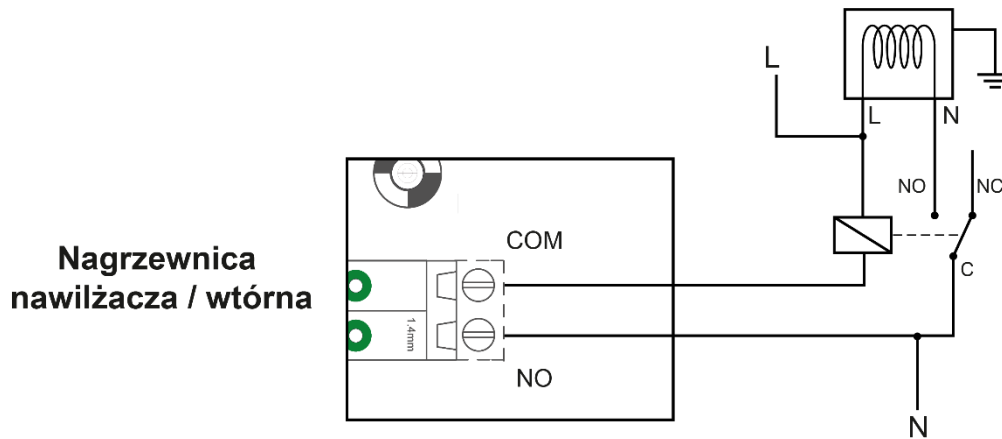 L
L
N
NO
NC
COM
C
Nagrzewnica
nawilżacza / wtórna
1.4mm
NO
N